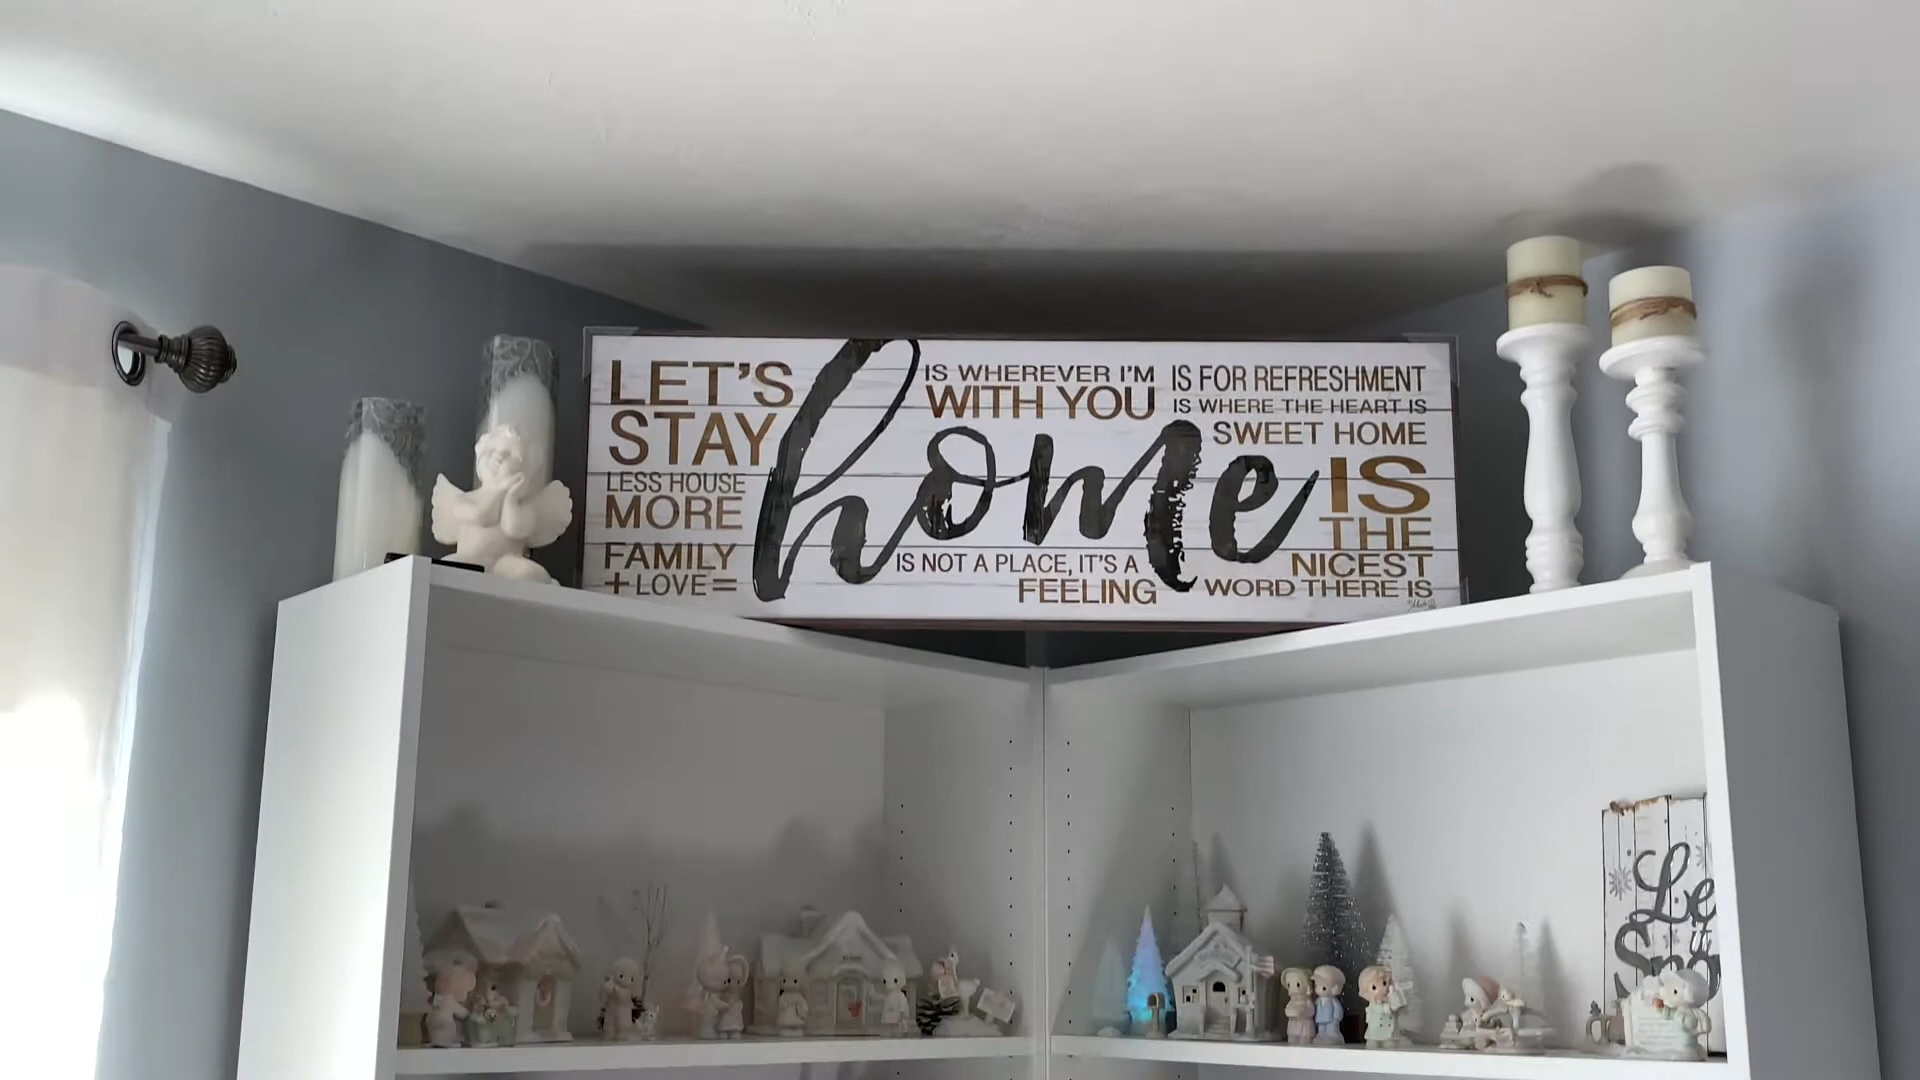 LET'S
STAY
LESS HOUSE
MORE
FAMILY
+LOVE=
home
IS WHEREVER I'M
WITH YOU
IS NOT A PLACE, IT'S A
FEELING
IS FOR REFRESHMENT
IS WHERE THE HEART IS
SWEET HOME
IS
THE
NICEST
WORD THERE IS
Le